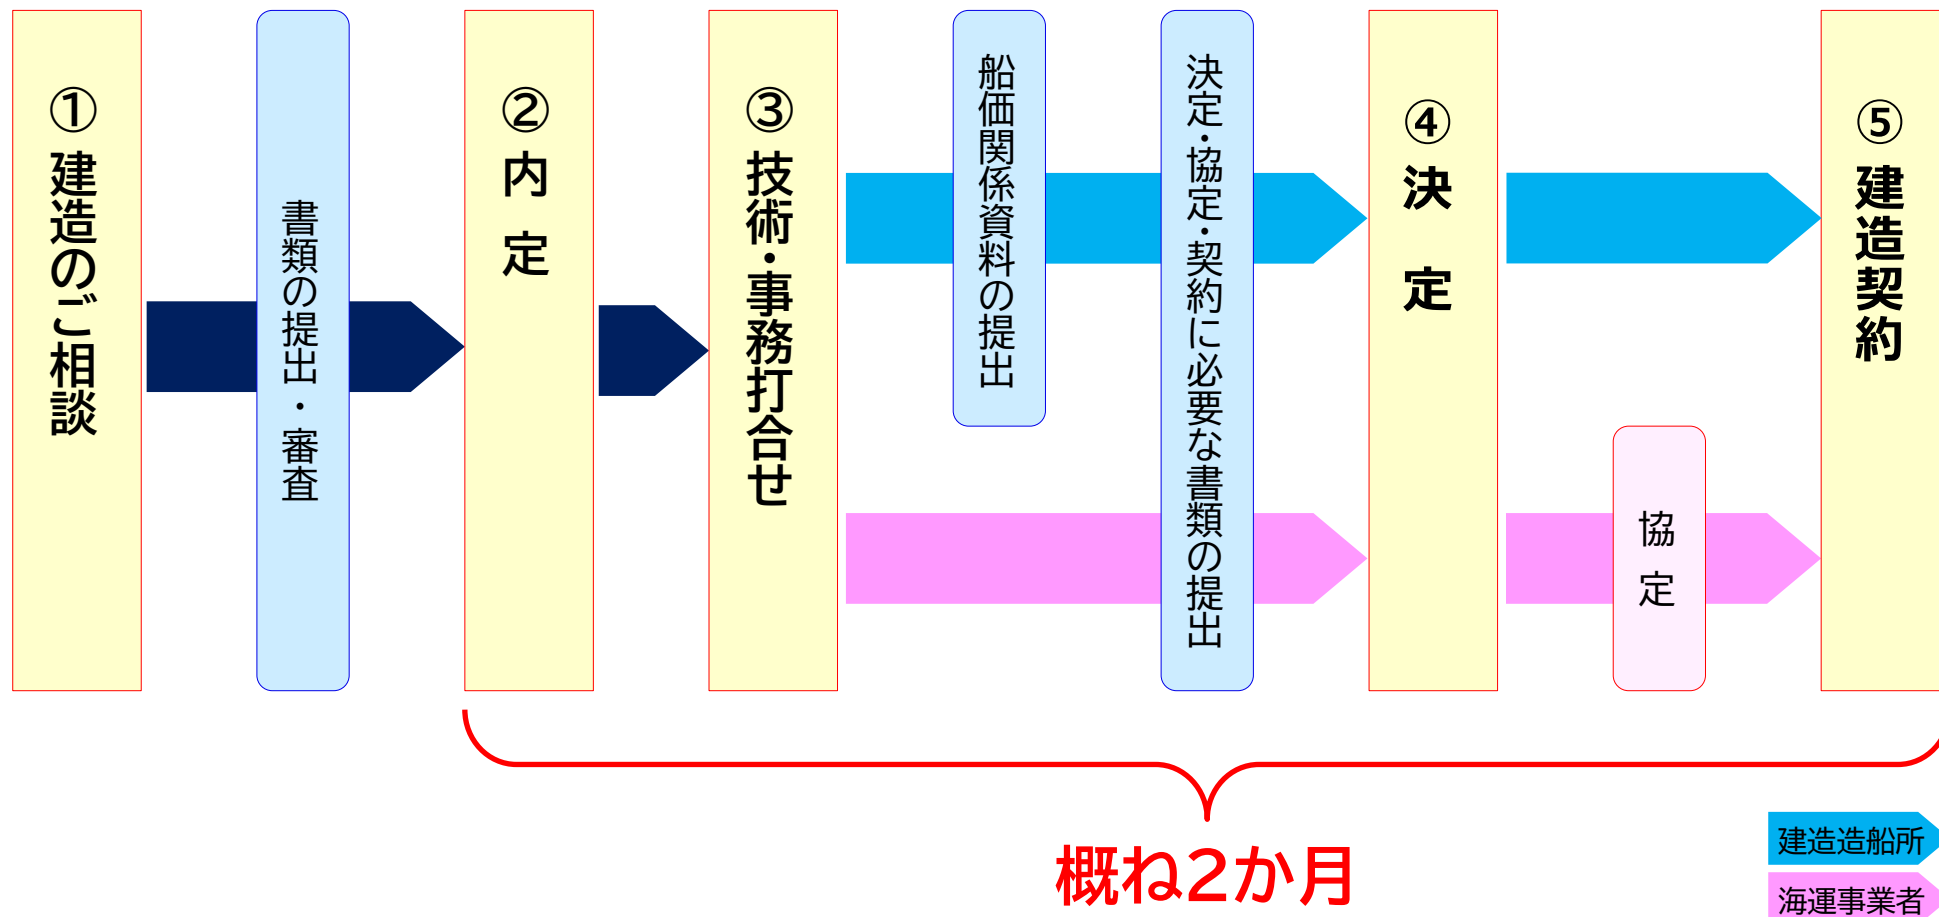 ①建造のご相談
書類の提出・審査
②内定
③技術・事務打合せ
船価関係資料の提出
決定・協定・契約に必要な書類の提出
④決定
協定
⑤建造契約
概ね2か月
建造造船所
海運事業者